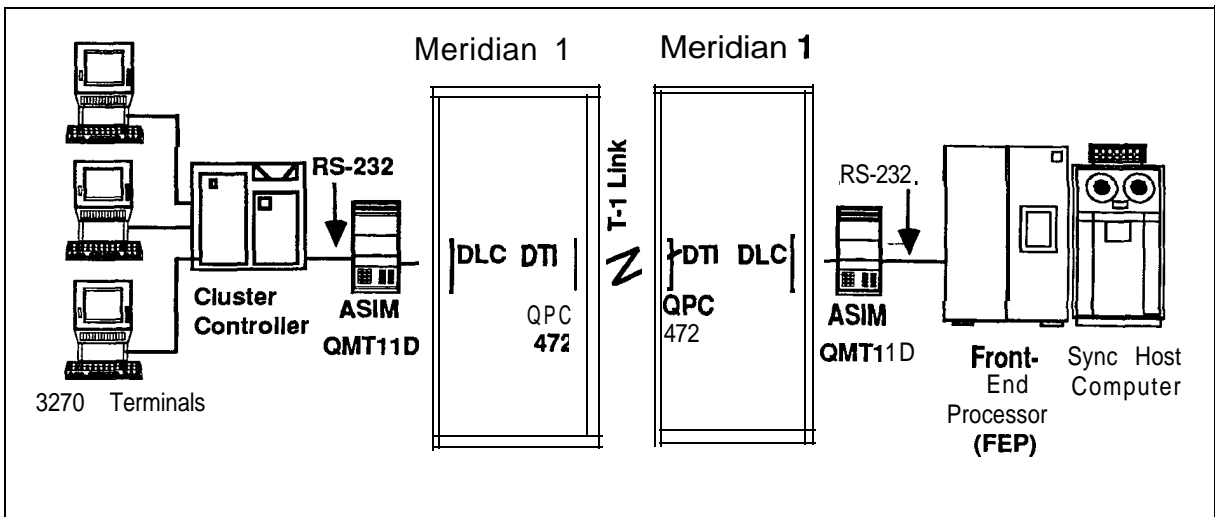 Meridian 1
Meridian 1
RS-232
T-1 Link
RS-232
DLC DTI
DTI DLC
Cluster
Controller
ASIM
QMT11D
QPC
472
QPC
472
ASIM
QMT11D
3270 Terminals
Front-
End
Processor
(FEP)
Sync Host
Computer